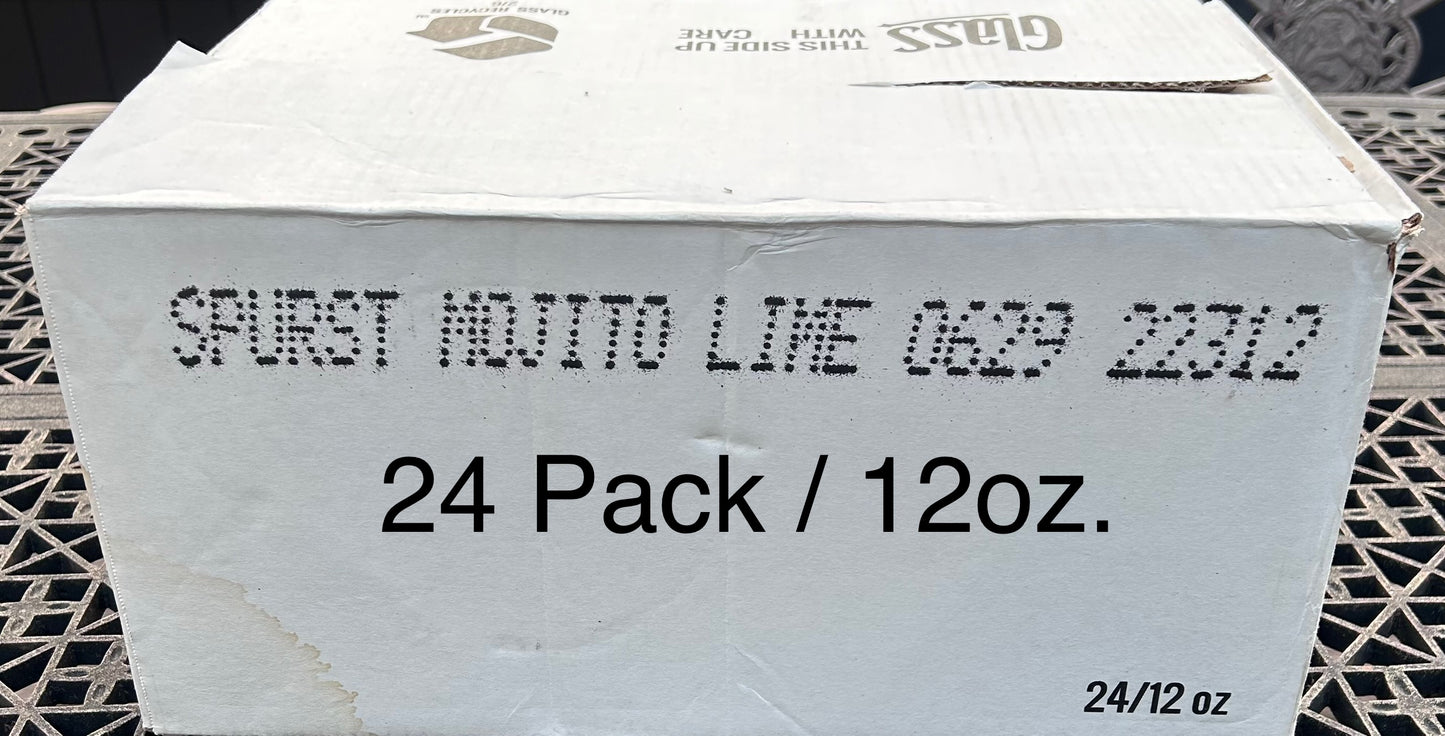 Glass
THIS SIDE UP
WITH CARE
GLASS RECYCLES
SPURST MOJITO LIME 0629 22312
24 Pack / 12oz.
24/12 oz